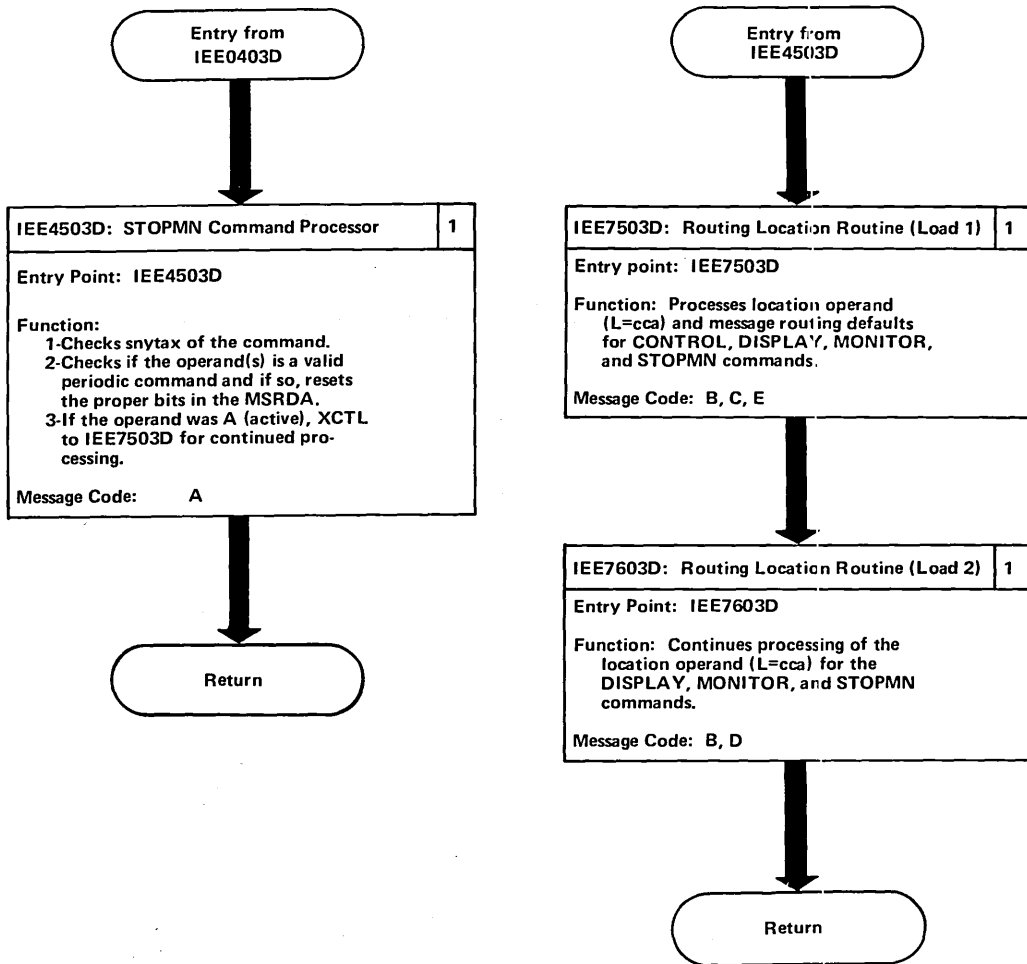 Entry from
IEE0403D
IEE4503D: STOPMN Command Processor
1
Entry Point: IEE4503D
Function:
1-Checks snytax of the command.
2-Checks if the operand(s) is a valid
periodic command and if so, resets
the proper bits in the MSRDA.
3-If the operand was A (active), XCTL
to IEE7503D for continued pro-
cessing.
Message Code: A
Return
Entry from
IEE4503D
IEE7503D: Routing Location Routine (Load 1)
1
Entry point: IEE7503D
Function: Processes location operand
(L=cca) and message routing defaults
for CONTROL, DISPLAY, MONITOR,
and STOPMN commands.
Message Code: B, C, E
IEE7603D: Routing Location Routine (Load 2)
1
Entry Point: IEE7603D
Function: Continues processing of the
location operand (L=cca) for the
DISPLAY, MONITOR, and STOPMN
commands.
Message Code: B, D
Return